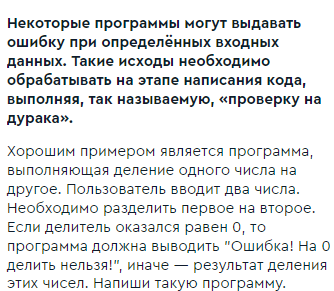 Некоторые программы могут выдавать
ошибку при определённых входных
данных. Такие исходы необходимо
обрабатывать на этапе написания кода,
выполняя, так называемую, «проверку на
дурака».
Хорошим примером является программа,
выполняющая деление одного числа на
другое. Пользователь вводит два числа.
Необходимо разделить первое на второе.
Если делитель оказался равен 0, то
программа должна выводить "Ошибка! На 0
делить нельзя!", иначе — результат деления
этих чисел. Напиши такую программу.